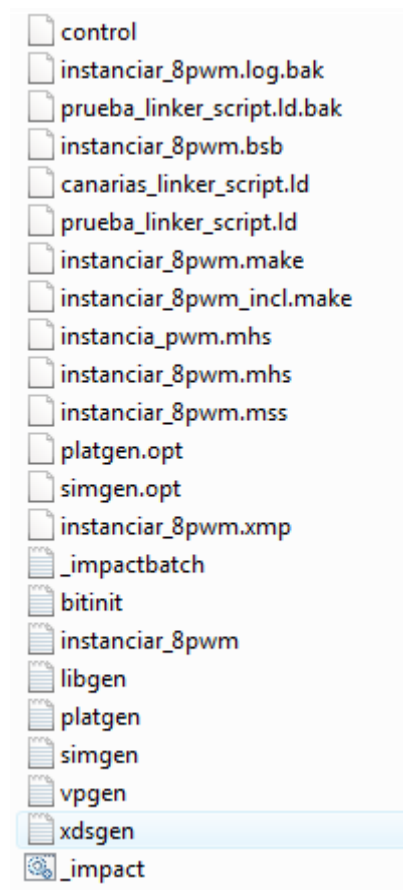 control
instanciar_8pwm.log.bak
prueba_linker_script.ld.bak
instanciar_8pwm.bsb
canarias_linker_script.ld
prueba_linker_script.ld
instanciar_8pwm.make
instanciar_8pwm_incl.make
instancia_pwm.mhs
instanciar_8pwm.mhs
instanciar_8pwm.mss
platgen.opt
simgen.opt
instanciar_8pwm.xmp
_impactbatch
bitinit
instanciar_8pwm
libgen
platgen
simgen
vpgen
xdsgen
_impact